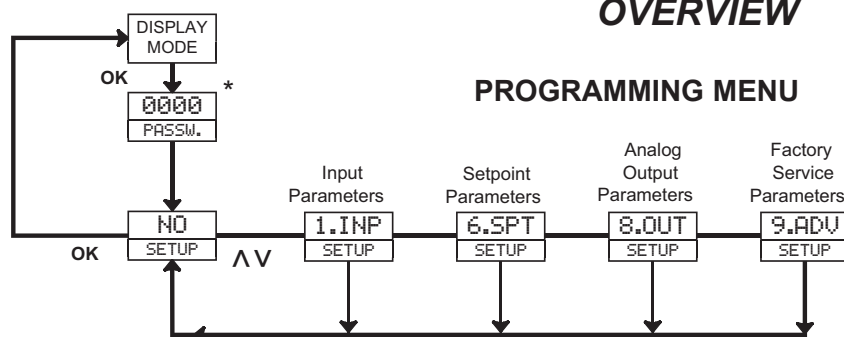 OVERVIEW
PROGRAMMING MENU
DISPLAY
MODE
OK
*
0000
PASSW.
NO
SETUP
OK
ΛV
Input
Parameters
1.INP
SETUP
Setpoint
Parameters
6.SPT
SETUP
Analog
Output
Parameters
8.OUT
SETUP
Factory
Service
Parameters
9.ADV
SETUP